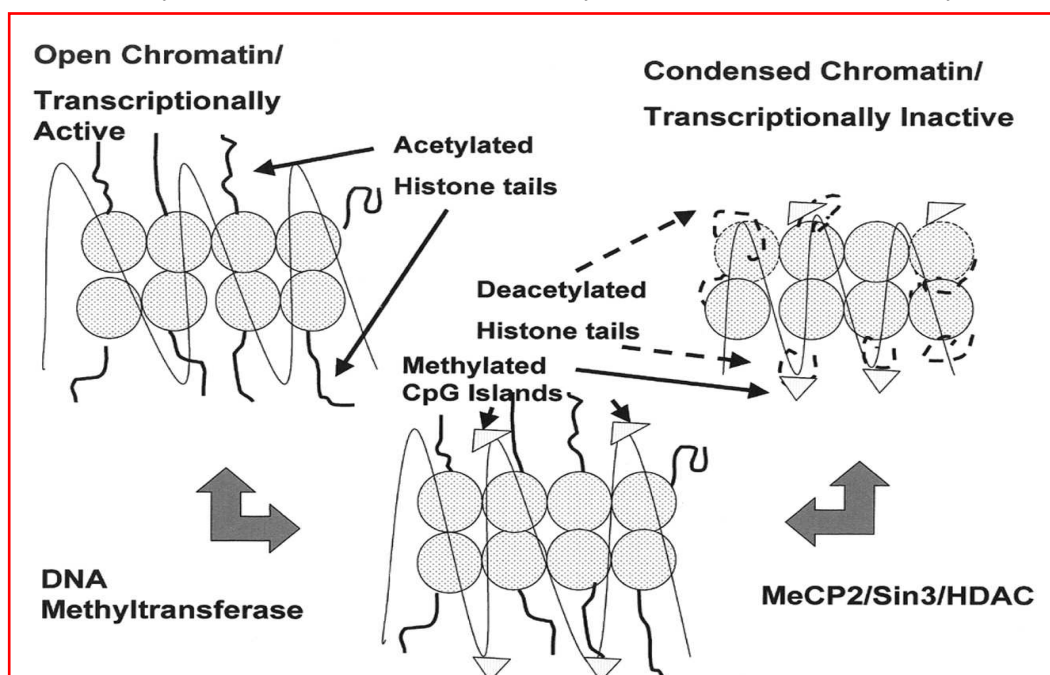 Open Chromatin/
Transcriptionally
Active
Condensed Chromatin/
Transcriptionally Inactive
Acetylated
Histone tails
Deacetylated
Histone tails
Methylated
CpG Islands
DNA
Methyltransferase
MeCP2/Sin3/HDAC